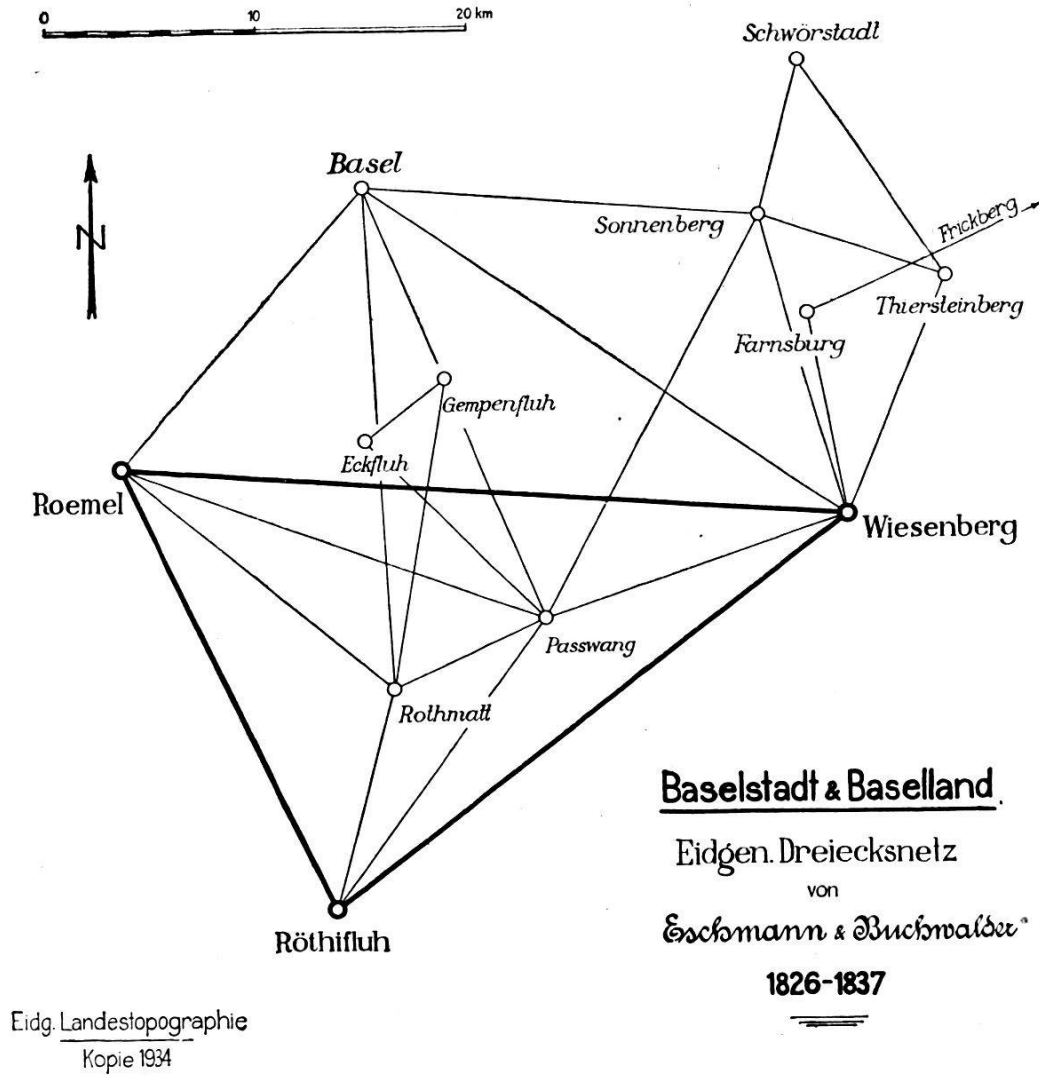 0 10 20 km
Schwörstadt
Basel
Sonnenberg
Frickberg
N
Thiersteinberg
Farnsburg
Gempenfluh
Eckfluh
Roemel
Wiesenberg
Passwang
Rothmatt
Baselstadt & Baselland
Eidgen. Dreiecksnetz
von
Eschmann & Buchwalder
1826-1837
Röthifluh
Eidg. Landestopographie
Kopie 1934